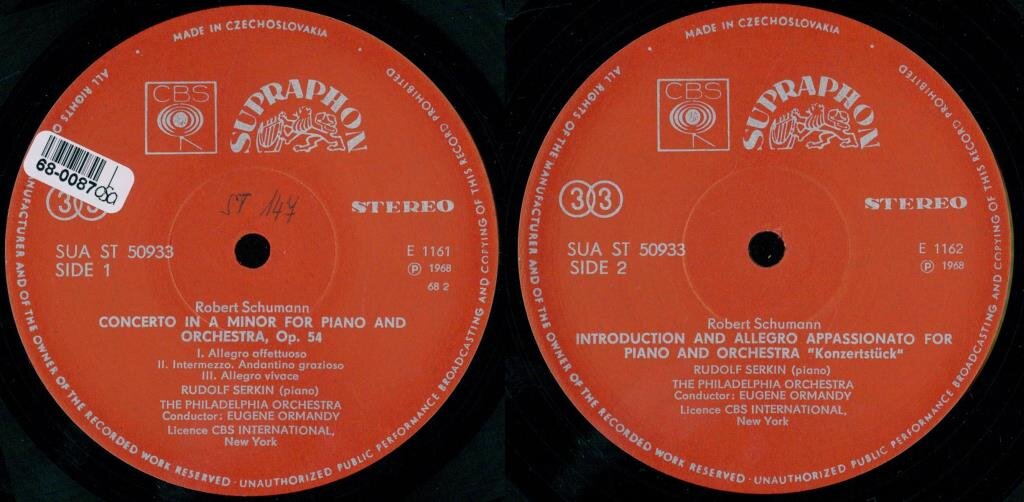 MADE IN CZECHOSLOVAKIA
CBS
SUPRAPHON
68-0087
33
ST 147
STEREO
SUA ST 50933
SIDE 1
E 1161
Ⓟ 1968
68 2
Robert Schumann
CONCERTO IN A MINOR FOR PIANO AND
ORCHESTRA, Op. 54
I. Allegro affettuoso
II. Intermezzo. Andantino grazioso
III. Allegro vivace
RUDOLF SERKIN (piano)
THE PHILADELPHIA ORCHESTRA
Conductor: EUGENE ORMANDY
Licence CBS INTERNATIONAL,
New York
ALL RIGHTS O NUFACTURER AND OF THE OWNER OF THE RECORDED WORK RESERVED · UNAUTHORIZED PUBLIC PERFORMANCE BROADCASTING AND COPYING OF THIS RECORD PROHIBITED
MADE IN CZECHOSLOVAKIA
CBS
SUPRAPHON
33
STEREO
SUA ST 50933
SIDE 2
E 1162
Ⓟ 1968
Robert Schumann
INTRODUCTION AND ALLEGRO APPASSIONATO FOR
PIANO AND ORCHESTRA "Konzertstück"
RUDOLF SERKIN (piano)
THE PHILADELPHIA ORCHESTRA
Conductor: EUGENE ORMANDY
Licence CBS INTERNATIONAL,
New York
ALL RIGHTS OF THE MANUFACTURER AND OF THE OWNER OF THE RECORDED WORK RESERVED · UNAUTHORIZED PUBLIC PERFORMANCE BROADCASTING AND COPYING OF THIS RECORD PROHIBITED